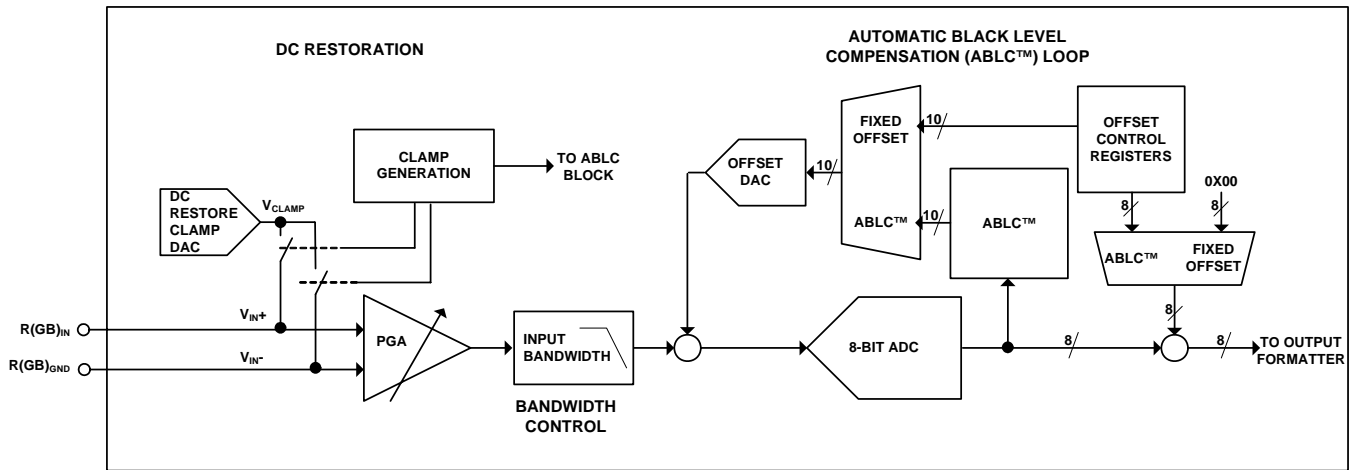 DC RESTORATION
AUTOMATIC BLACK LEVEL
COMPENSATION (ABLC™) LOOP
CLAMP
GENERATION
TO ABLC
BLOCK
DC
RESTORE
CLAMP
DAC
VCLAMP
OFFSET
DAC
10
FIXED
OFFSET
ABLC™
10
10
ABLC™
OFFSET
CONTROL
REGISTERS
8
0X00
8
ABLC™
FIXED
OFFSET
8
R(GB)IN
VIN+
R(GB)GND
VIN-
PGA
INPUT
BANDWIDTH
BANDWIDTH
CONTROL
8-BIT ADC
8
8
TO OUTPUT
FORMATTER